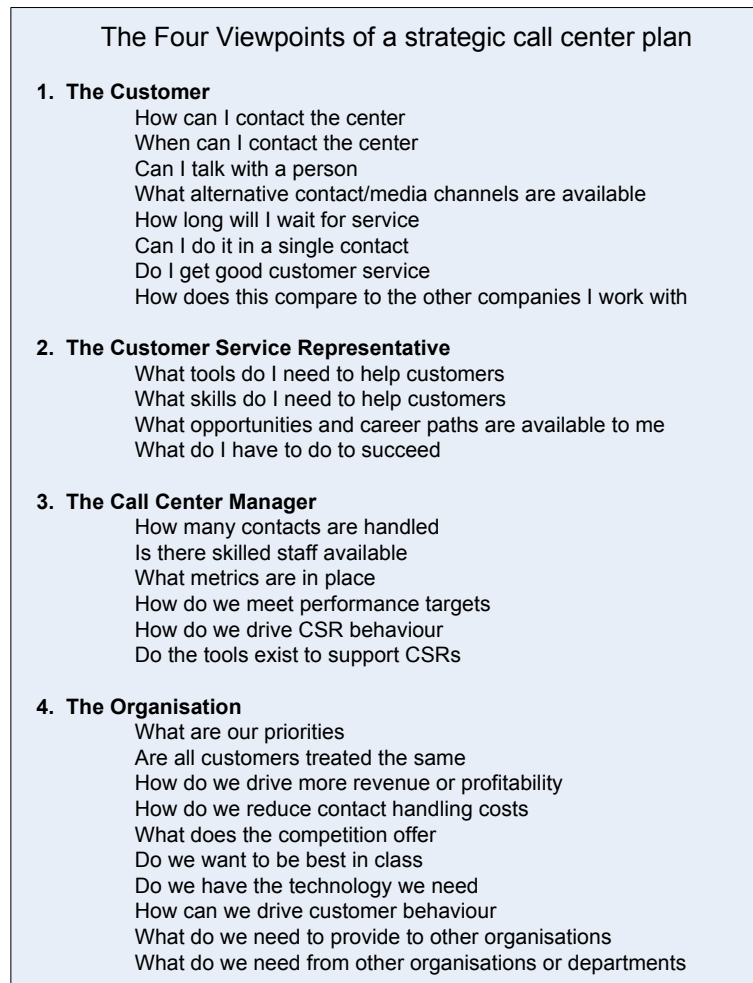 The Four Viewpoints of a strategic call center plan
1. The Customer
How can I contact the center
When can I contact the center
Can I talk with a person
What alternative contact/media channels are available
How long will I wait for service
Can I do it in a single contact
Do I get good customer service
How does this compare to the other companies I work with
2. The Customer Service Representative
What tools do I need to help customers
What skills do I need to help customers
What opportunities and career paths are available to me
What do I have to do to succeed
3. The Call Center Manager
How many contacts are handled
Is there skilled staff available
What metrics are in place
How do we meet performance targets
How do we drive CSR behaviour
Do the tools exist to support CSRs
4. The Organisation
What are our priorities
Are all customers treated the same
How do we drive more revenue or profitability
How do we reduce contact handling costs
What does the competition offer
Do we want to be best in class
Do we have the technology we need
How can we drive customer behaviour
What do we need to provide to other organisations
What do we need from other organisations or departments